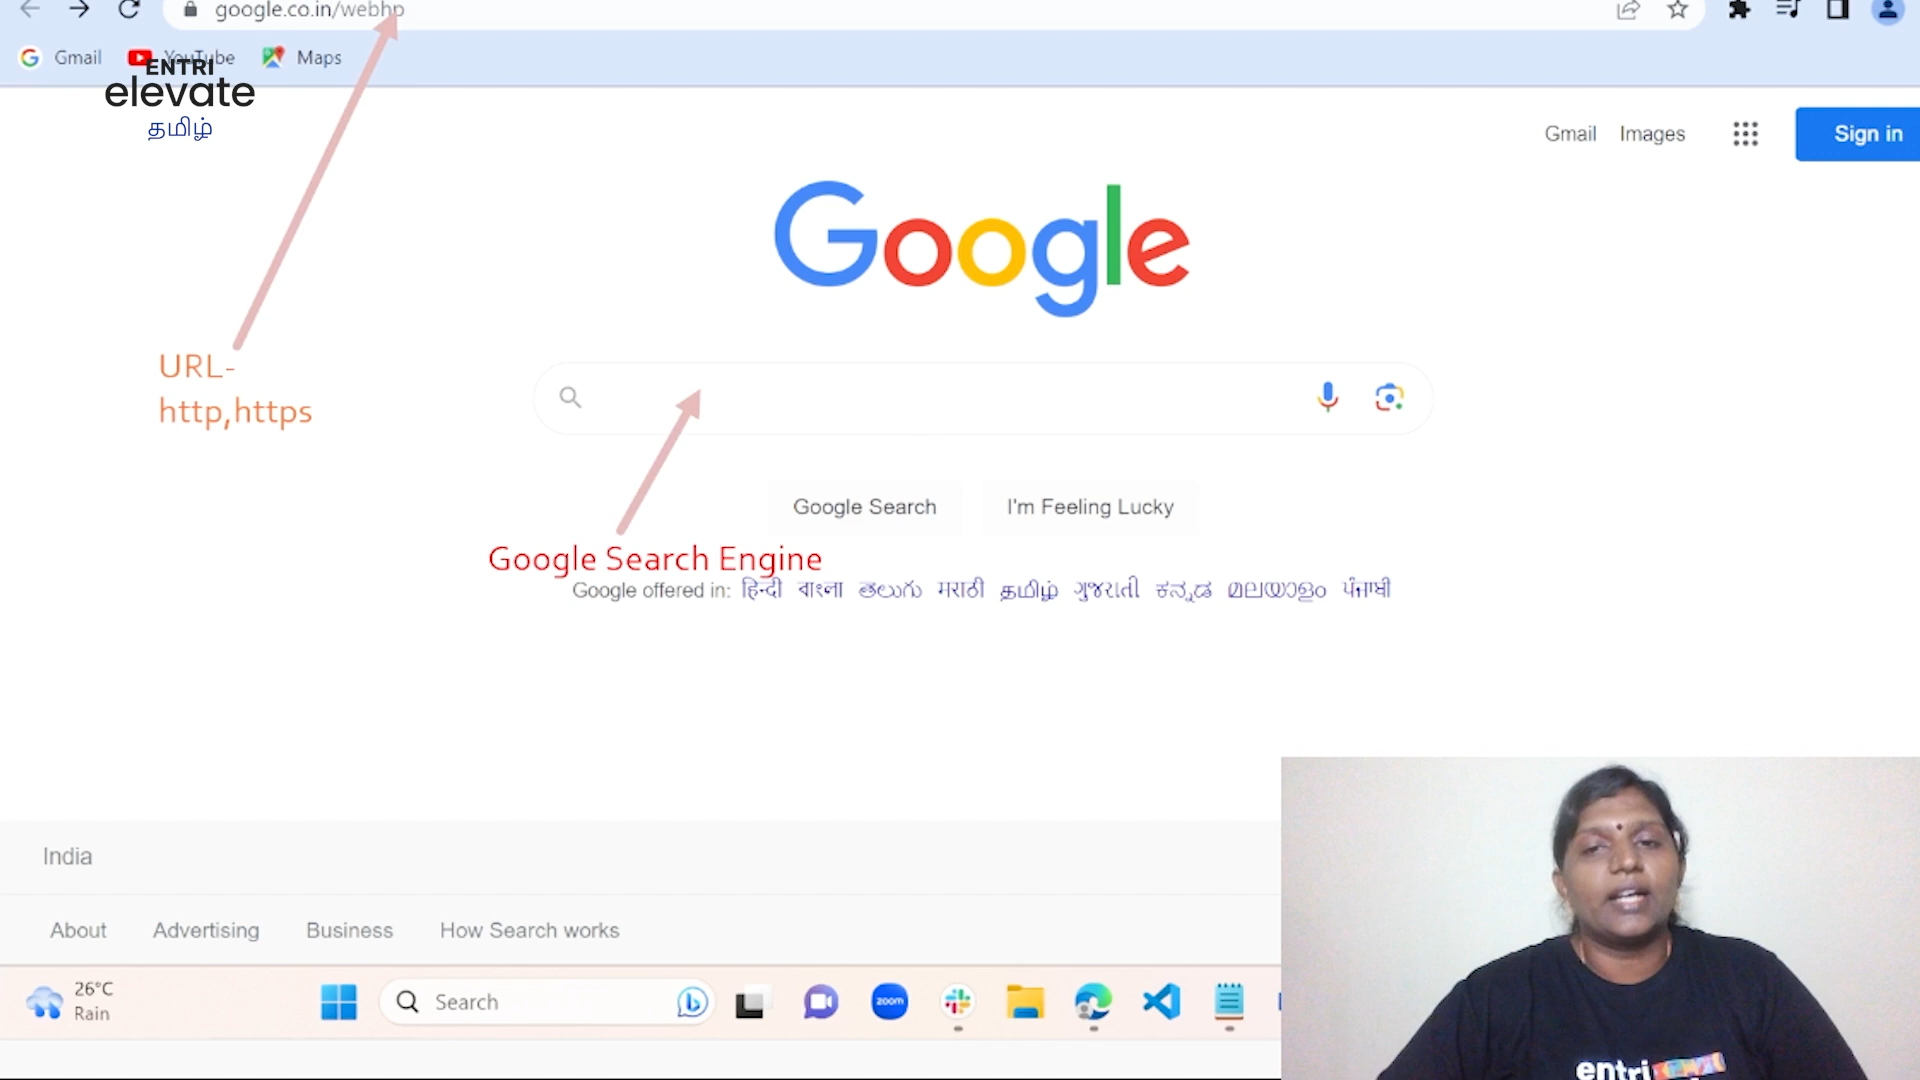 google.co.in/webhp
Gmail YouTube Maps
ENTRI
elevate
தமிழ்
Gmail Images Sign in
Google
URL-
http,https
Google Search I'm Feeling Lucky
Google Search Engine
Google offered in: हिन्दी বাংলা తెలుగు मराठी தமிழ் ગુજરાતી ಕನ್ನಡ മലയാളം ਪੰਜਾਬੀ
India
About Advertising Business How Search works
26°C
Rain
Search
zoom
entri